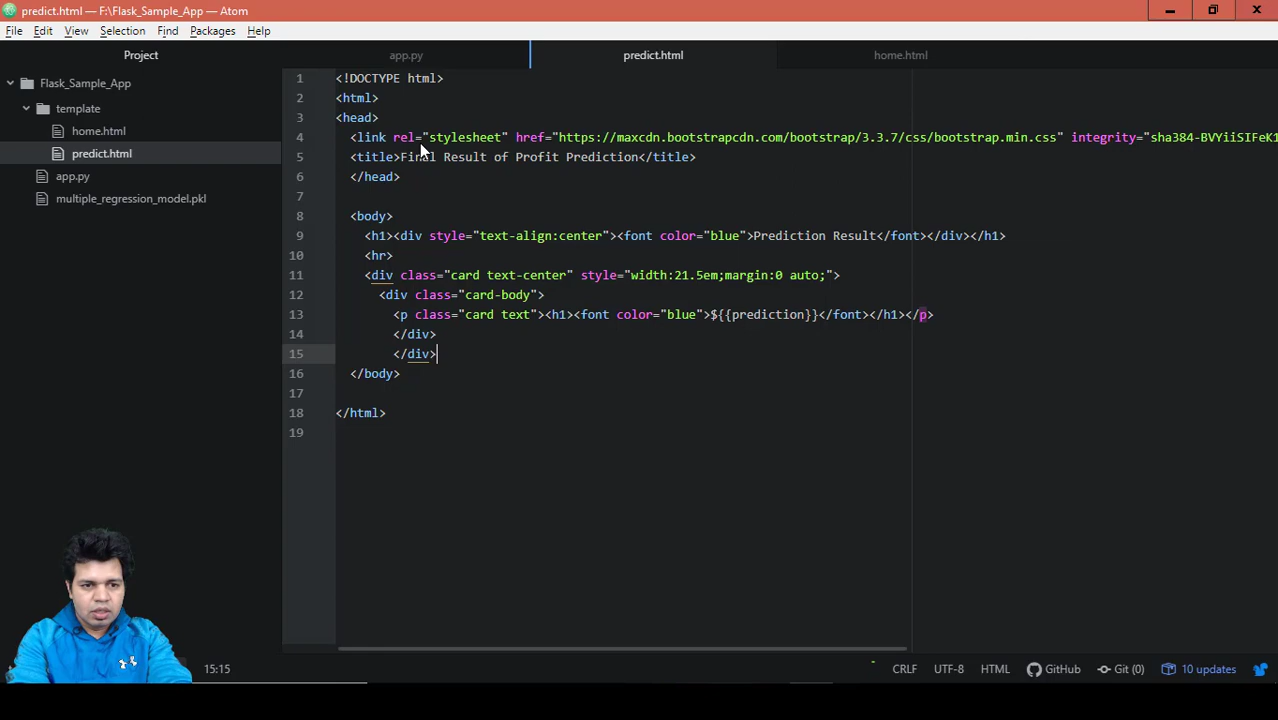 predict.html — F:\Flask_Sample_App — Atom
File Edit View Selection Find Packages Help
Project app.py predict.html home.html
Flask_Sample_App
template
home.html
predict.html
app.py
multiple_regression_model.pkl
1 <!DOCTYPE html>
2 <html>
3 <head>
4 <link rel="stylesheet" href="https://maxcdn.bootstrapcdn.com/bootstrap/3.3.7/css/bootstrap.min.css" integrity="sha384-BVYiiSIFeK1
5 <title>Final Result of Profit Prediction</title>
6 </head>
7
8 <body>
9 <h1><div style="text-align:center"><font color="blue">Prediction Result</font></div></h1>
10 <hr>
11 <div class="card text-center" style="width:21.5em;margin:0 auto;">
12 <div class="card-body">
13 <p class="card text"><h1><font color="blue">${{prediction}}</font></h1></p>
14 </div>
15 </div>
16 </body>
17
18 </html>
19
15:15 CRLF UTF-8 HTML GitHub Git (0) 10 updates